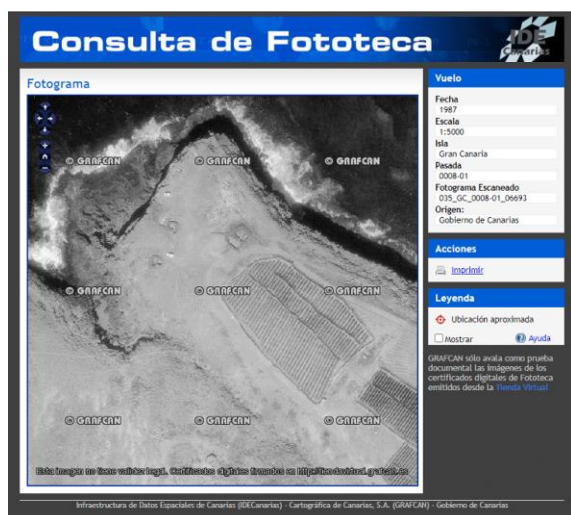 Consulta de Fototeca
IDE
Canarias
Fotograma
© GRAFCAN © GRAFCAN © GRAFCAN
© GRAFCAN © GRAFCAN © GRAFCAN
© GRAFCAN © GRAFCAN © GRAFCAN
Esta imagen no tiene validez legal. Certificados digitales firmados en http://tiendavirtual.grafcan.es
Vuelo
Fecha
1987
Escala
1:5000
Isla
Gran Canaria
Pasada
0008-01
Fotograma Escaneado
035_GC_0008-01_06693
Origen:
Gobierno de Canarias
Acciones
Imprimir
Leyenda
Ubicación aproximada
Mostrar Ayuda
GRAFCAN sólo avala como prueba
documental las imágenes de los
certificados digitales de Fototeca
emitidos desde la Tienda Virtual
Infraestructura de Datos Espaciales de Canarias (IDECanarias) - Cartográfica de Canarias, S.A. (GRAFCAN) - Gobierno de Canarias